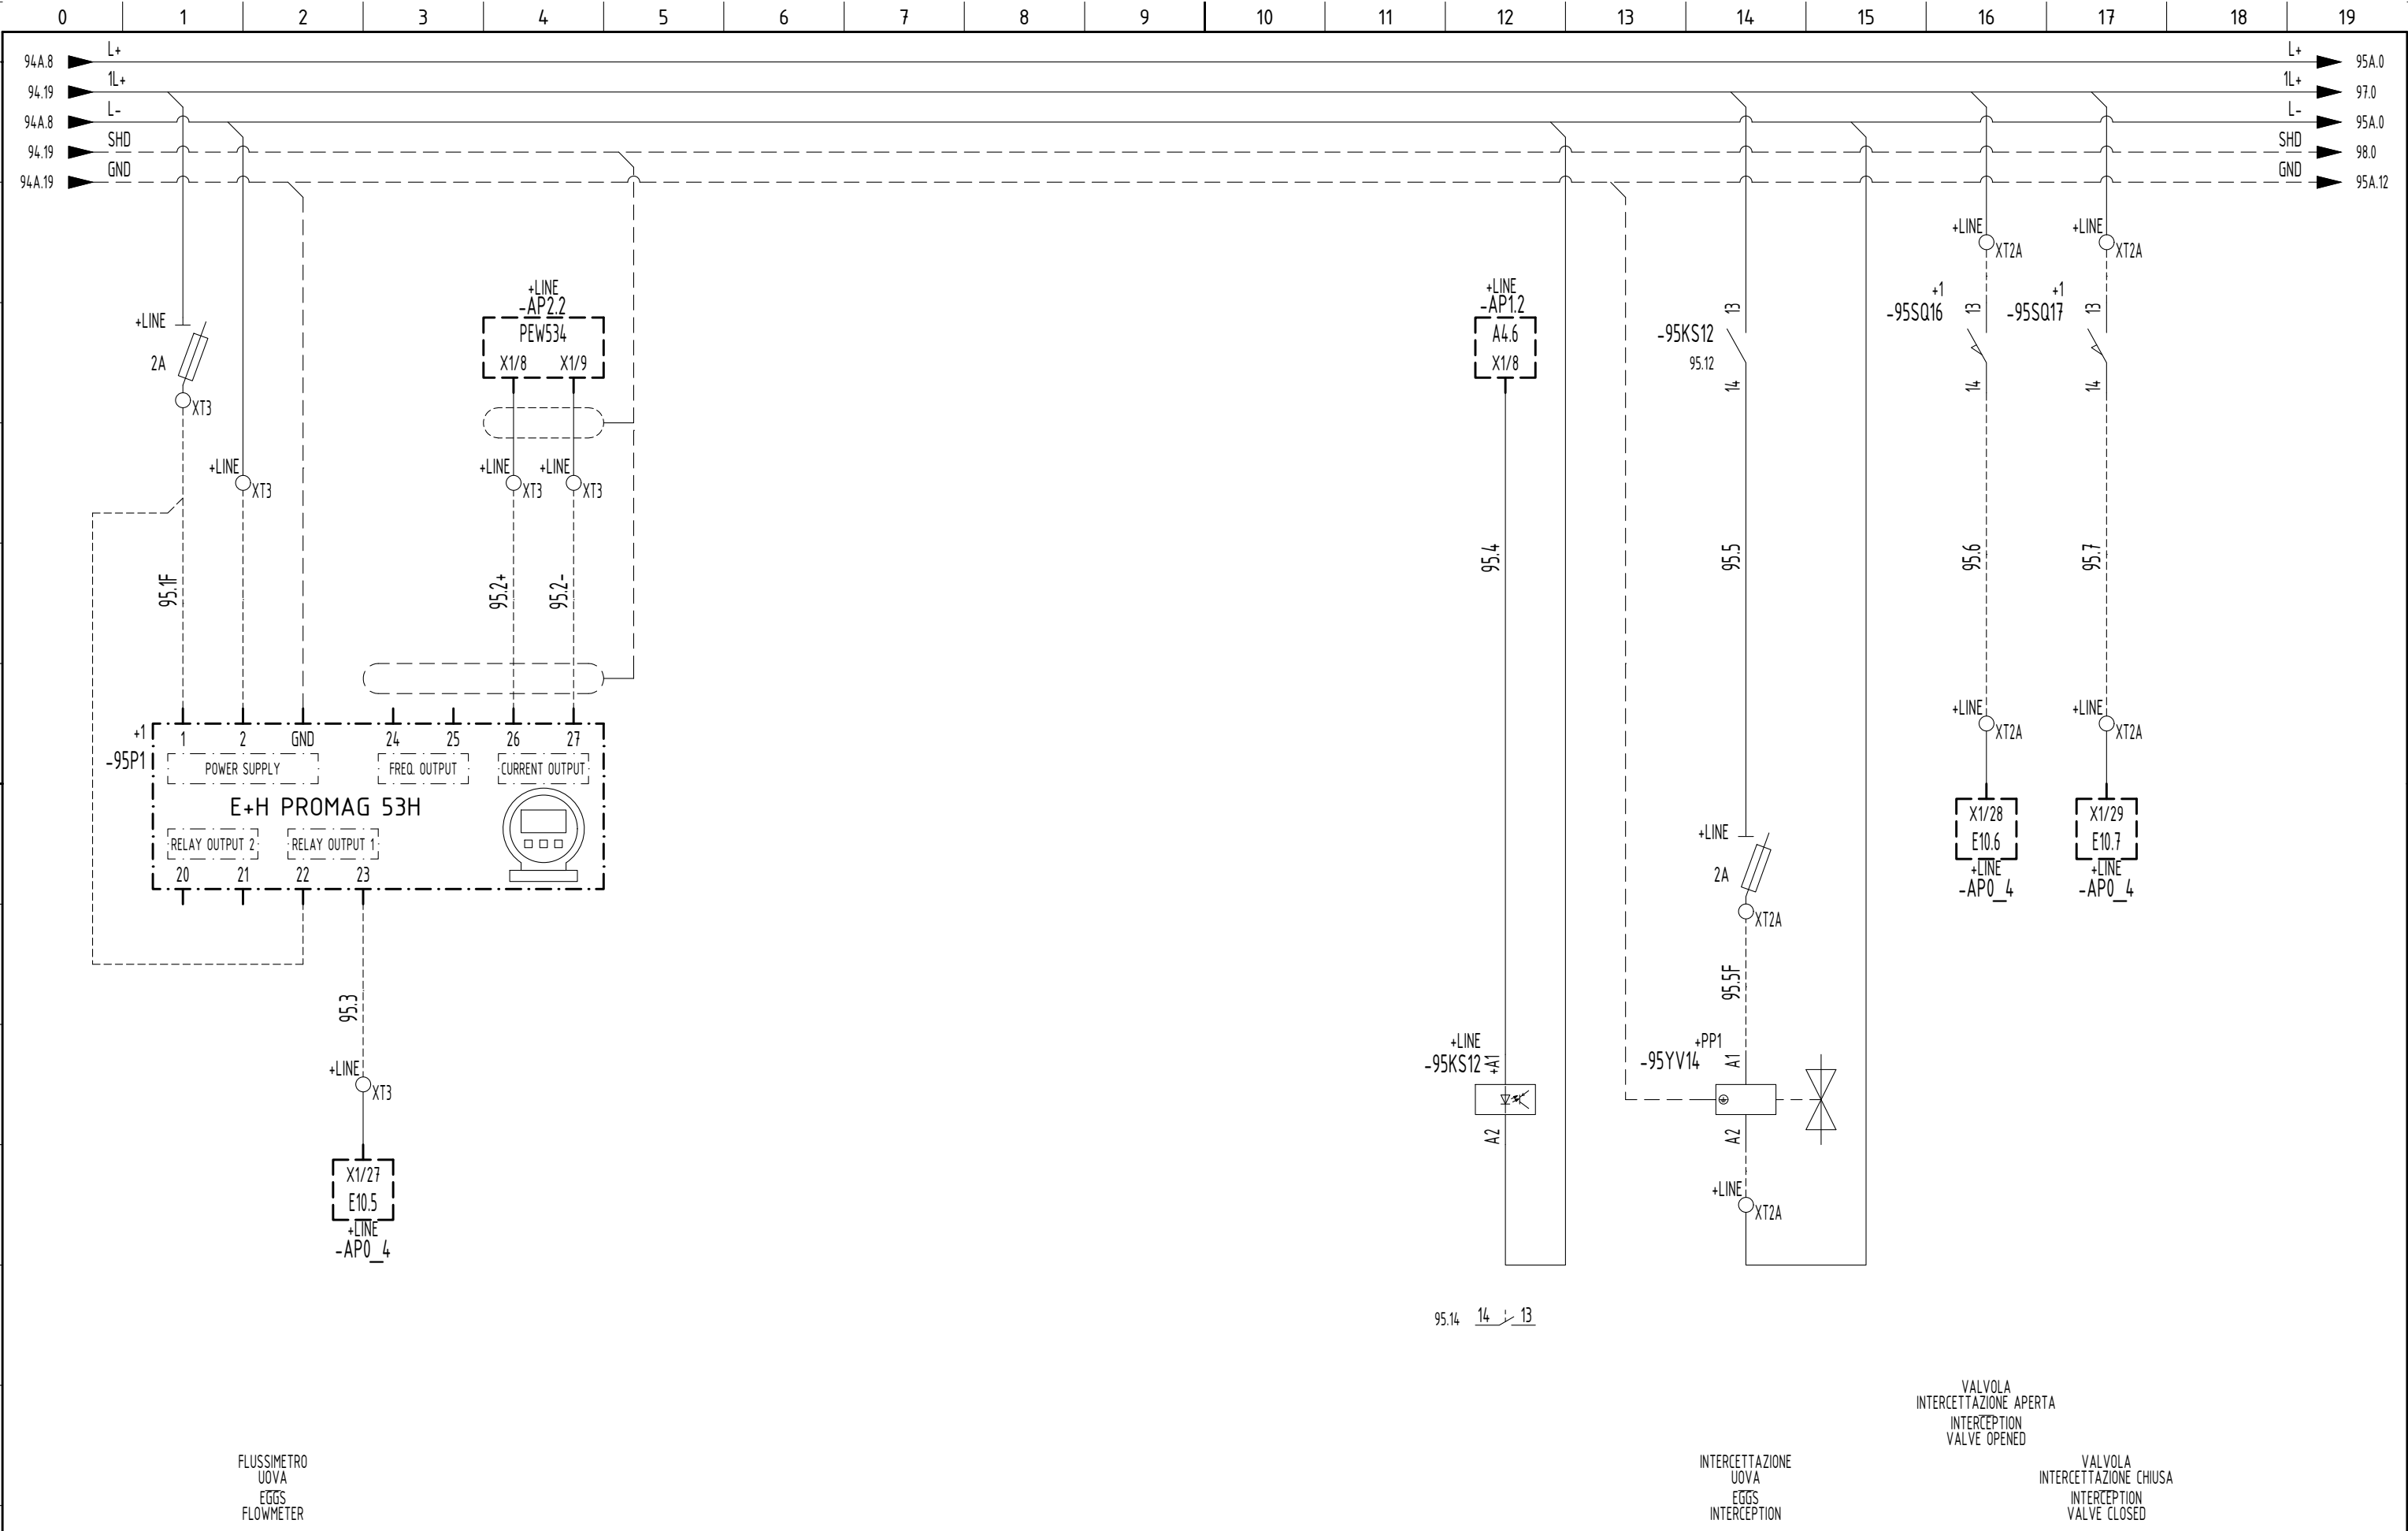 0 1 2 3 4 5 6 7 8 9 10 11 12 13 14 15 16 17 18 19
94A.8 L+ L+ 95A.0
94.19 1L+ 1L+ 97.0
94A.8 L- L- 95A.0
94.19 SHD SHD 98.0
94A.19 GND GND 95A.12
+LINE XT2A
+LINE XT2A
+LINE
-AP2.2
PEW534
X1/8 X1/9
+LINE
-AP1.2
A4.6
X1/8
+LINE
2A
XT3
-95KS12
95.12
13
14
+1
-95SQ16
13
14
+1
-95SQ17
13
14
+LINE XT3
+LINE XT3
+LINE XT3
95.1F
95.2+
95.2-
95.4
95.5
95.6
95.7
+LINE XT2A
+LINE XT2A
+1
-95P1
1 2 GND 24 25 26 27
POWER SUPPLY
FREQ. OUTPUT
CURRENT OUTPUT
E+H PROMAG 53H
RELAY OUTPUT 2
RELAY OUTPUT 1
20 21 22 23
X1/28
E10.6
+LINE
-AP0_4
X1/29
E10.7
+LINE
-AP0_4
+LINE
2A
XT2A
95.3
95.5F
+LINE
XT3
+LINE
-95KS12
+A1
A2
+PP1
-95YV14
A1
A2
X1/27
E10.5
+LINE
-AP0_4
+LINE
XT2A
95.14 14 13
VALVOLA
INTERCETTAZIONE APERTA
INTERCEPTION
VALVE OPENED
FLUSSIMETRO
UOVA
EGGS
FLOWMETER
INTERCETTAZIONE
UOVA
EGGS
INTERCEPTION
VALVOLA
INTERCETTAZIONE CHIUSA
INTERCEPTION
VALVE CLOSED